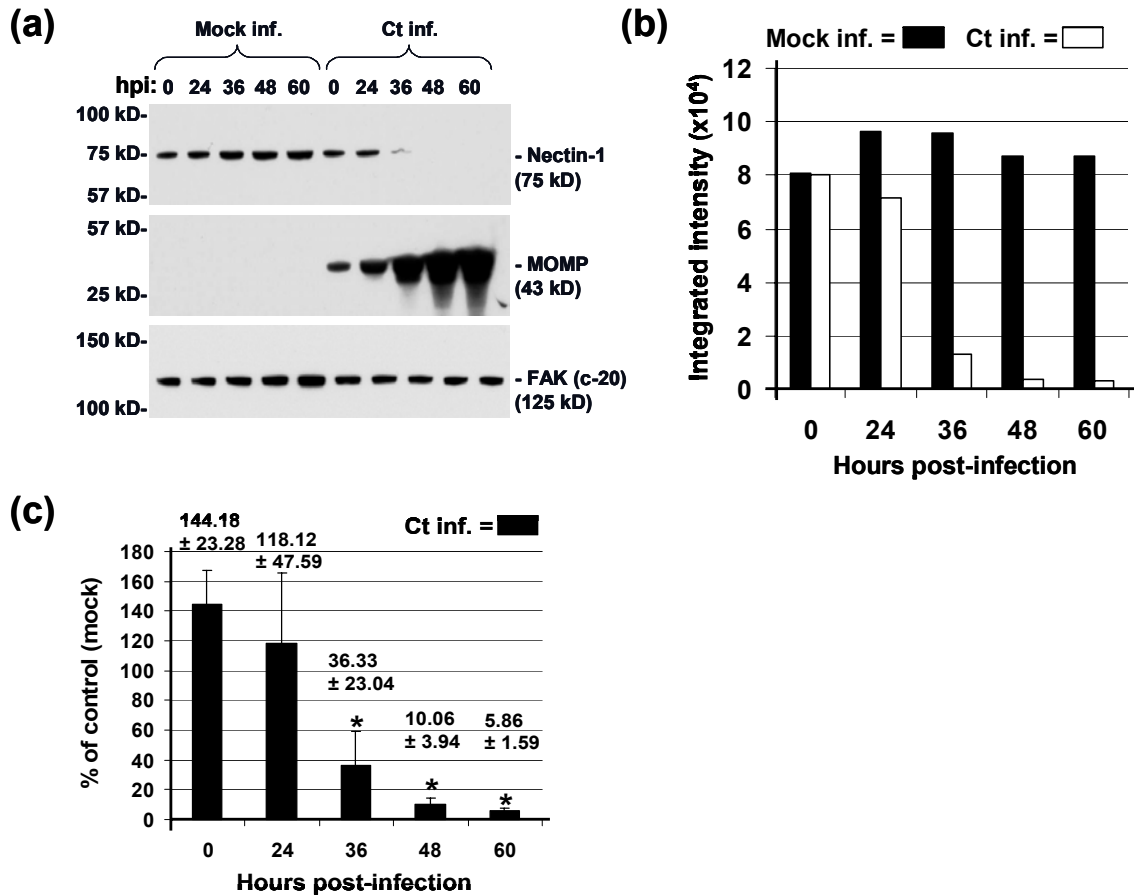 (a)
Mock inf. Ct inf.
hpi: 0 24 36 48 60 0 24 36 48 60
100 kD-
75 kD-
57 kD-
- Nectin-1
(75 kD)
57 kD-
25 kD-
- MOMP
(43 kD)
150 kD-
100 kD-
- FAK (c-20)
(125 kD)
(b)
Mock inf. = Ct inf. =
Integrated intensity (x10⁴)
12
10
8
6
4
2
0
0 24 36 48 60
Hours post-infection
(c)
Ct inf. =
144.18
± 23.28
118.12
± 47.59
36.33
± 23.04
10.06
± 3.94
5.86
± 1.59
* * *
% of control (mock)
180
160
140
120
100
80
60
40
20
0
0 24 36 48 60
Hours post-infection